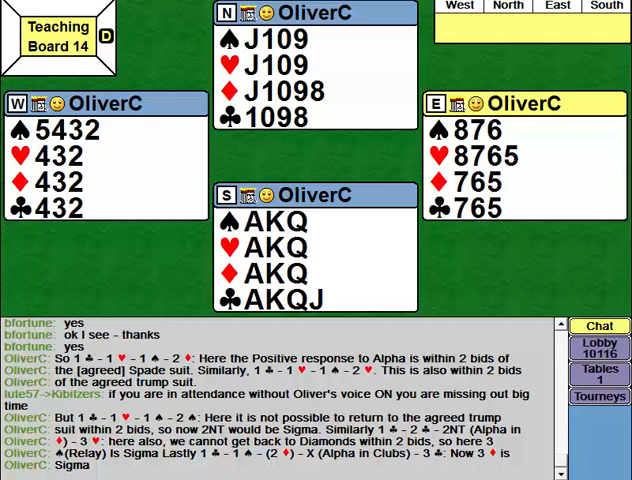 Teaching
Board 14
D
N OliverC
♠ J109
♥ J109
♦ J1098
♣ 1098
West North East South
W OliverC
♠ 5432
♥ 432
♦ 432
♣ 432
E OliverC
♠ 876
♥ 8765
♦ 765
♣ 765
S OliverC
♠ AKQ
♥ AKQ
♦ AKQ
♣ AKQJ
bfortune: yes
bfortune: ok I see - thanks
bfortune: yes
OliverC: So 1 ♣ - 1 ♥ - 1 ♠ - 2 ♦: Here the Positive response to Alpha is within 2 bids of
the [agreed] Spade suit. Similarly, 1 ♣ - 1 ♥ - 1 ♠ - 2 ♥. This is also within 2 bids
of the agreed trump suit.
lute57->Kibitzers: if you are in attendance without Oliver's voice ON you are missing out big
time
OliverC: But 1 ♣ - 1 ♥ - 1 ♠ - 2 ♠: Here it is not possible to return to the agreed trump
suit within 2 bids, so now 2NT would be Sigma. Similarly 1 ♣ - 2 ♣ - 2NT (Alpha in
♦) - 3 ♥: here also, we cannot get back to Diamonds within 2 bids, so here 3
♠(Relay) Is Sigma Lastly 1 ♣ - 1 ♠ - (2 ♦) - X (Alpha in Clubs) - 3 ♣: Now 3 ♦ is
OliverC: Sigma
Chat
Lobby
10116
Tables
1
Tourneys